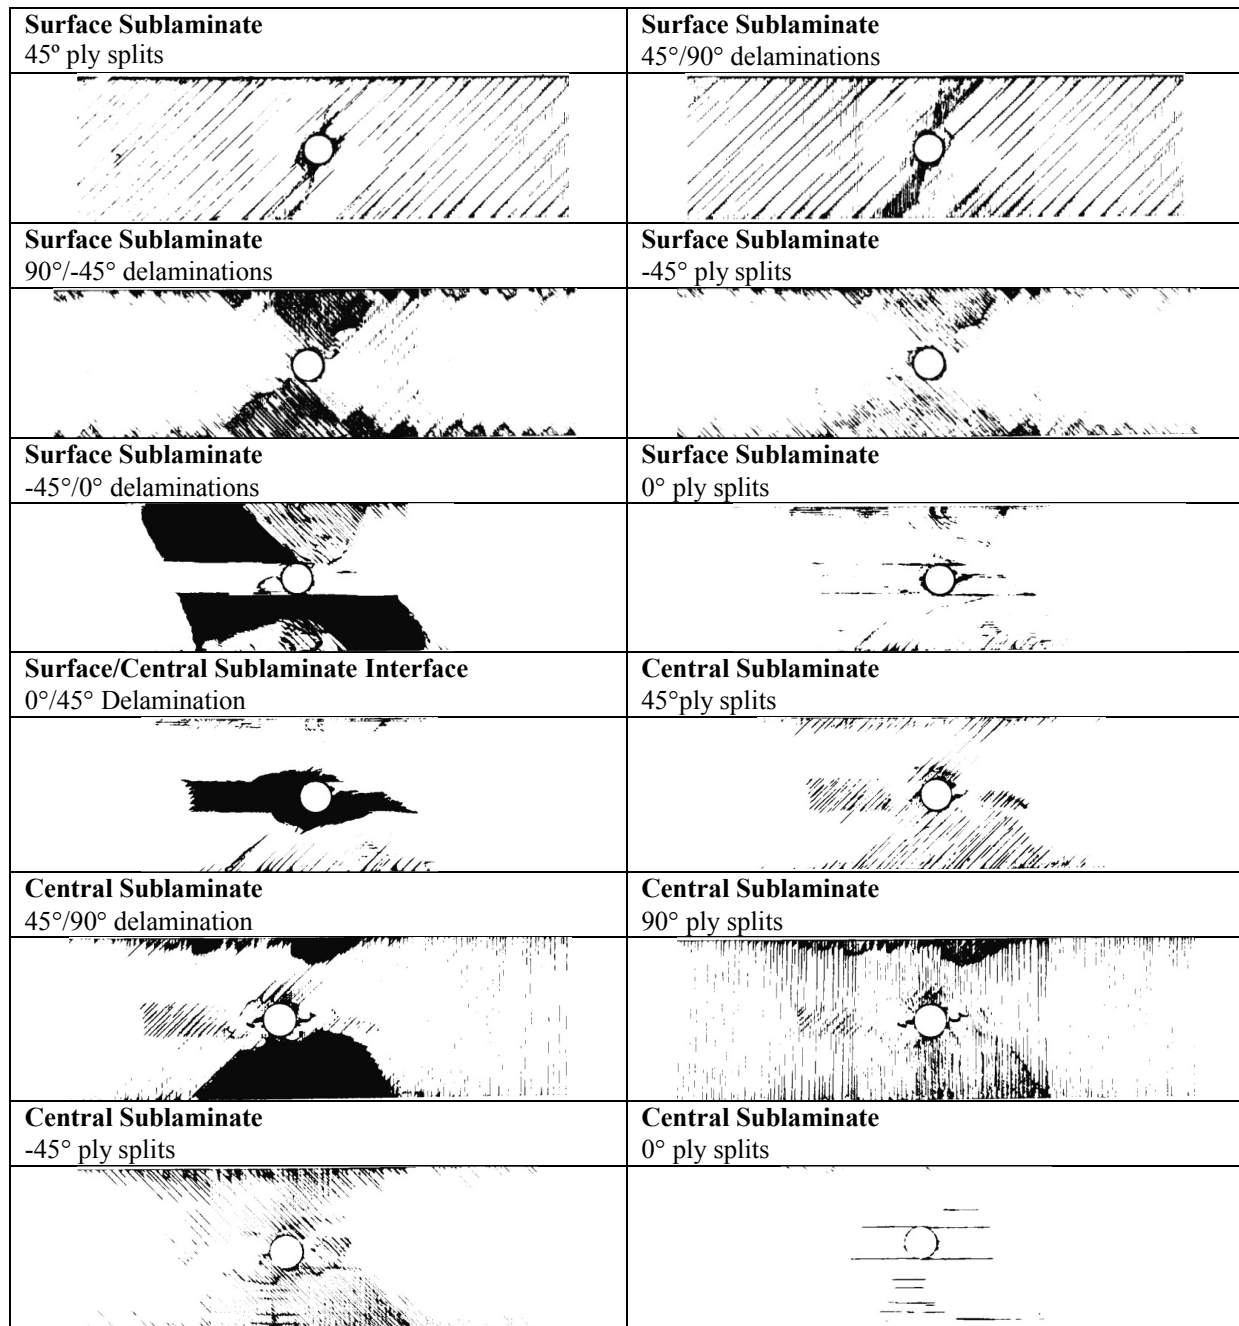 Surface Sublaminate
45º ply splits
Surface Sublaminate
45°/90° delaminations
Surface Sublaminate
90°/-45° delaminations
Surface Sublaminate
-45° ply splits
Surface Sublaminate
-45°/0° delaminations
Surface Sublaminate
0° ply splits
Surface/Central Sublaminate Interface
0°/45° Delamination
Central Sublaminate
45°ply splits
Central Sublaminate
45°/90° delamination
Central Sublaminate
90° ply splits
Central Sublaminate
-45° ply splits
Central Sublaminate
0° ply splits